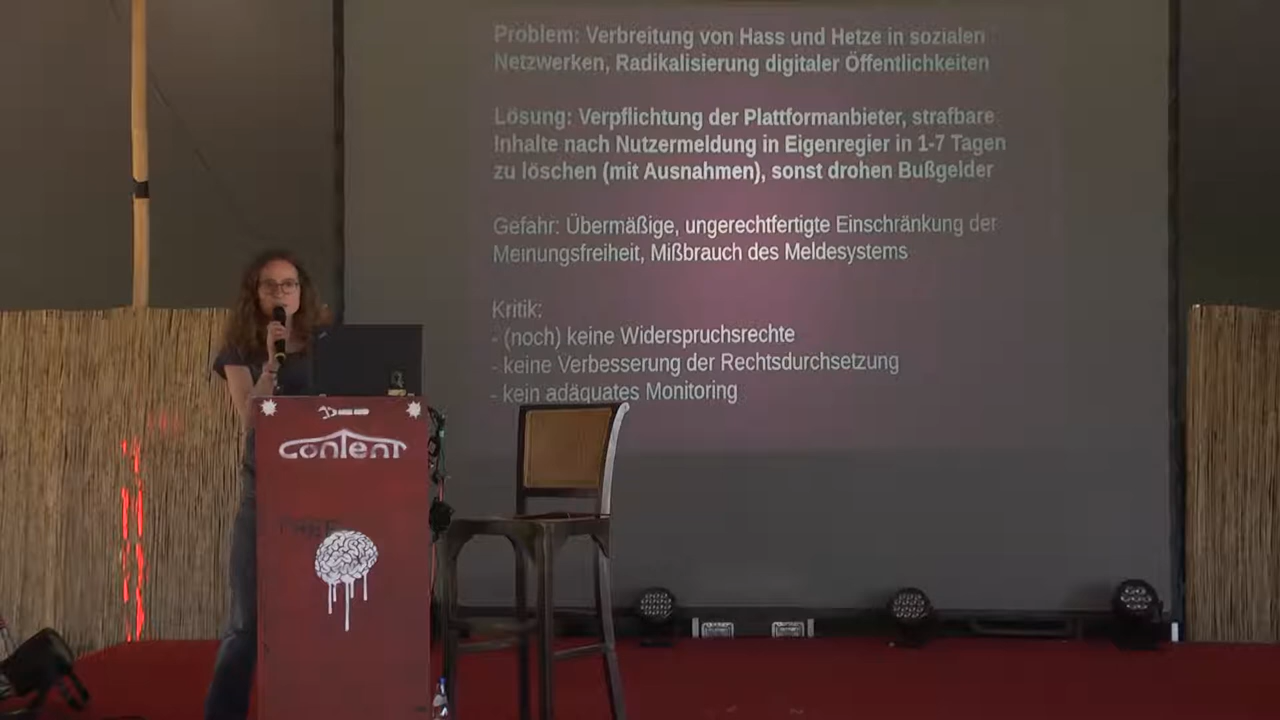 Problem: Verbreitung von Hass und Hetze in sozialen
Netzwerken, Radikalisierung digitaler Öffentlichkeiten
Lösung: Verpflichtung der Plattformanbieter, strafbare
Inhalte nach Nutzermeldung in Eigenregier in 1-7 Tagen
zu löschen (mit Ausnahmen), sonst drohen Bußgelder
Gefahr: Übermäßige, ungerechtfertigte Einschränkung der
Meinungsfreiheit, Mißbrauch des Meldesystems
Kritik:
- (noch) keine Widerspruchsrechte
- keine Verbesserung der Rechtsdurchsetzung
- kein adäquates Monitoring
content